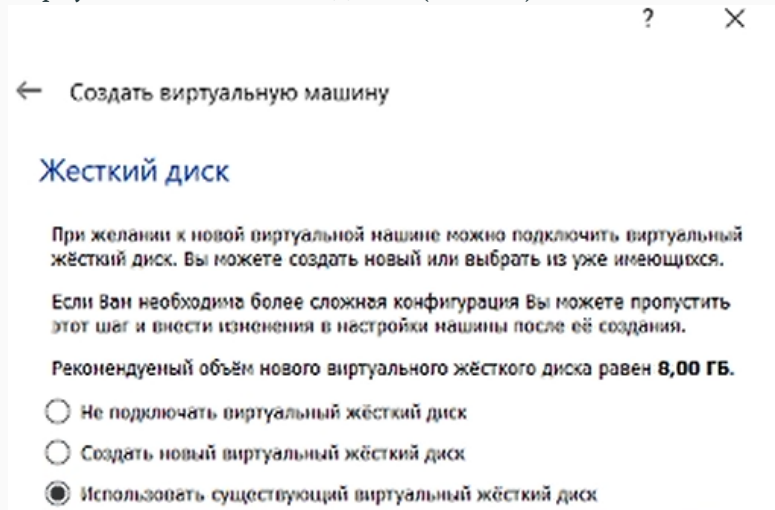 ?
Создать виртуальную машину
Жесткий диск
При желании к новой виртуальной машине можно подключить виртуальный
жёсткий диск. Вы можете создать новый или выбрать из уже имеющихся.
Если Вам необходима более сложная конфигурация Вы можете пропустить
этот шаг и внести изменения в настройки машины после её создания.
Рекомендуемый объём нового виртуального жёсткого диска равен 8,00 ГБ.
Не подключать виртуальный жёсткий диск
Создать новый виртуальный жёсткий диск
Использовать существующий виртуальный жёсткий диск